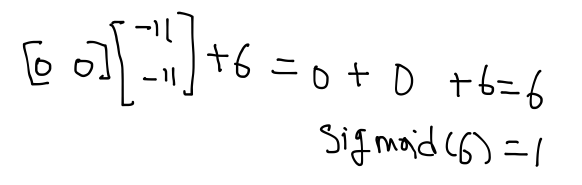 [0 0] [-11 -11] + 6 = 0 + 0 + 6 = 6
Sigmoid(6) = 1